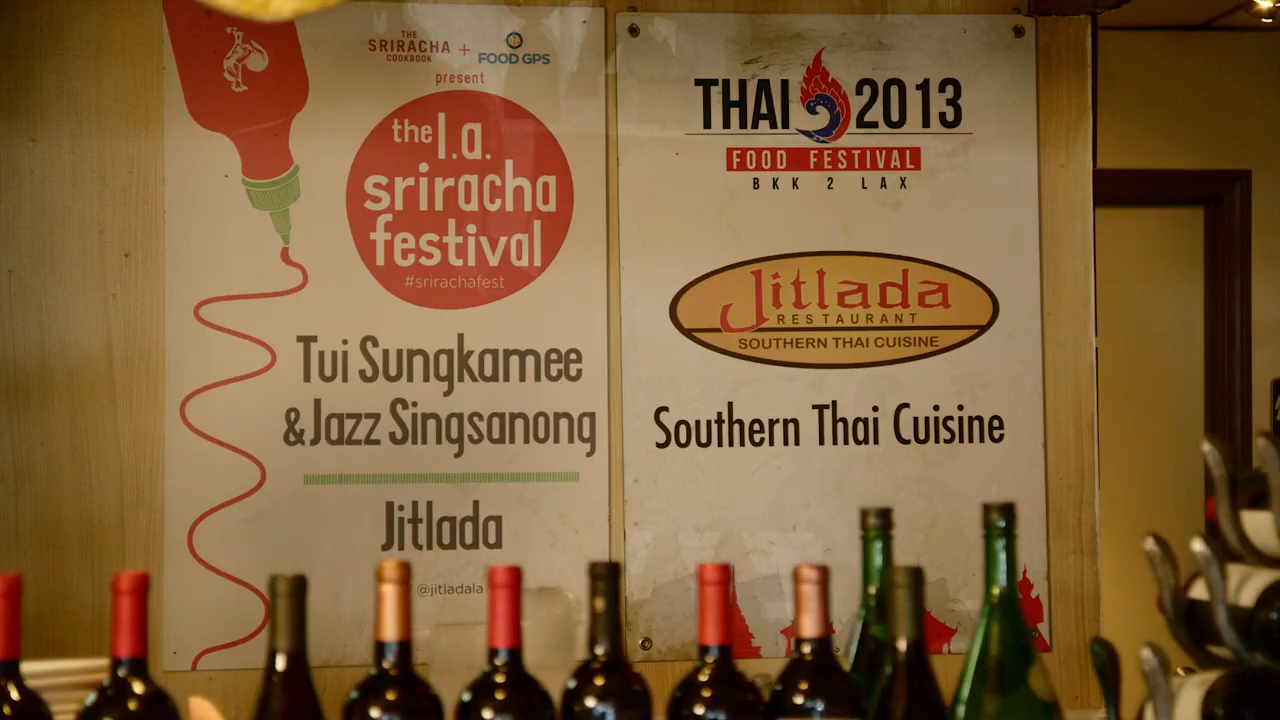 THE
SRIRACHA
COOKBOOK
+
FOOD GPS
present
the l.a.
sriracha
festival
#srirachafest
Tui Sungkamee
& Jazz Singsanong
Jitlada
@jitladala
THAI 2013
FOOD FESTIVAL
BKK 2 LAX
Jitlada
RESTAURANT
SOUTHERN THAI CUISINE
Southern Thai Cuisine